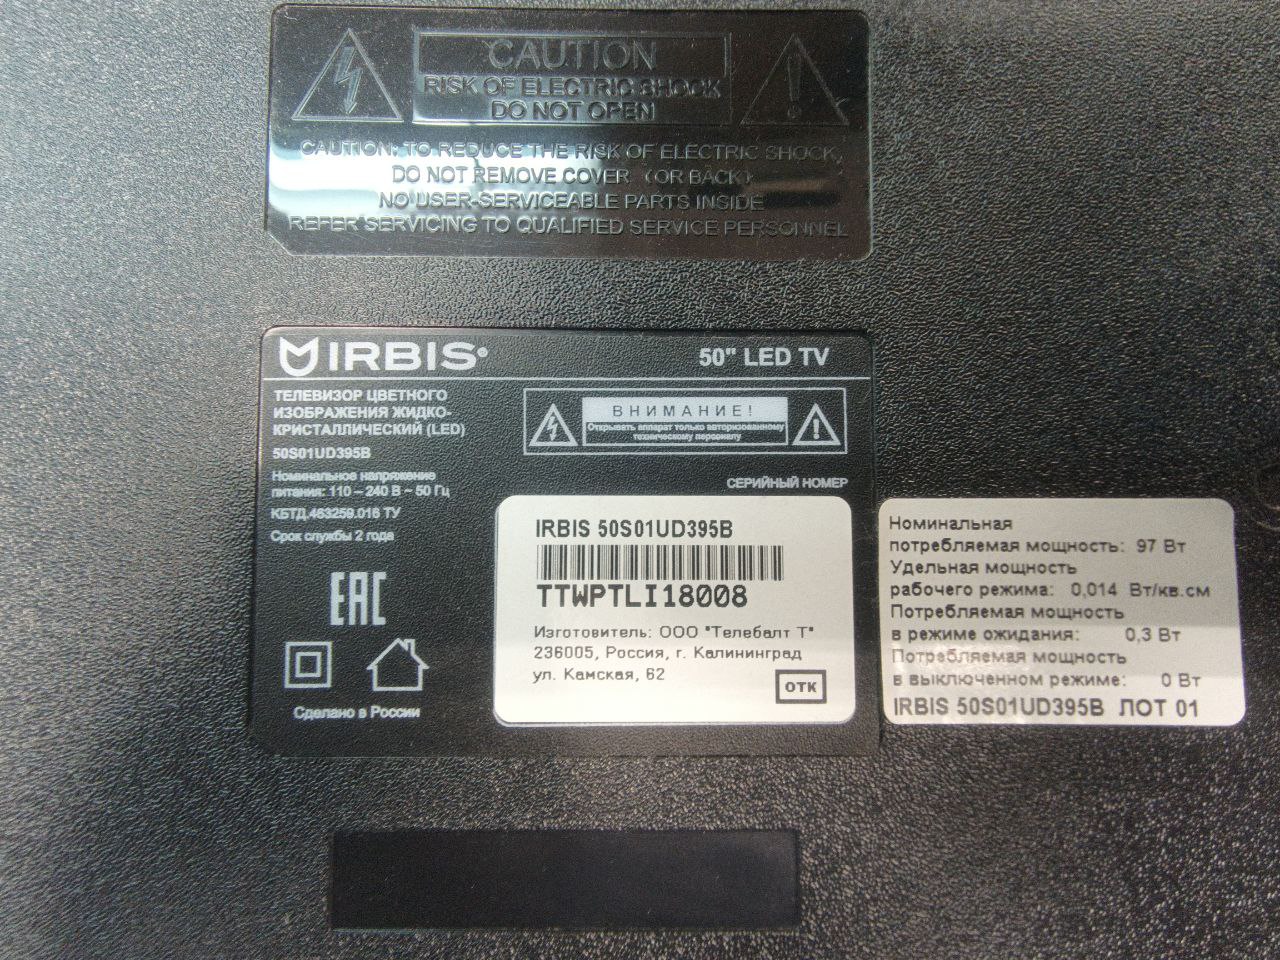 CAUTION
RISK OF ELECTRIC SHOCK
DO NOT OPEN
CAUTION: TO REDUCE THE RISK OF ELECTRIC SHOCK,
DO NOT REMOVE COVER (OR BACK)
NO USER-SERVICEABLE PARTS INSIDE
REFER SERVICING TO QUALIFIED SERVICE PERSONNEL
IRBIS®
50" LED TV
ТЕЛЕВИЗОР ЦВЕТНОГО
ИЗОБРАЖЕНИЯ ЖИДКО-
КРИСТАЛЛИЧЕСКИЙ (LED)
50S01UD395B
Номинальное напряжение
питания: 110 – 240 В ~ 50 Гц
КБТД.463259.016 ТУ
Срок службы 2 года
EAC
Сделано в России
ВНИМАНИЕ!
Открывать аппарат только авторизованному
техническому персоналу
СЕРИЙНЫЙ НОМЕР
IRBIS 50S01UD395B
TTWPTLI18008
Изготовитель: ООО "Телебалт Т"
236005, Россия, г. Калининград
ул. Камская, 62
ОТК
Номинальная
потребляемая мощность: 97 Вт
Удельная мощность
рабочего режима: 0,014 Вт/кв.см
Потребляемая мощность
в режиме ожидания: 0,3 Вт
Потребляемая мощность
в выключенном режиме: 0 Вт
IRBIS 50S01UD395B ЛОТ 01